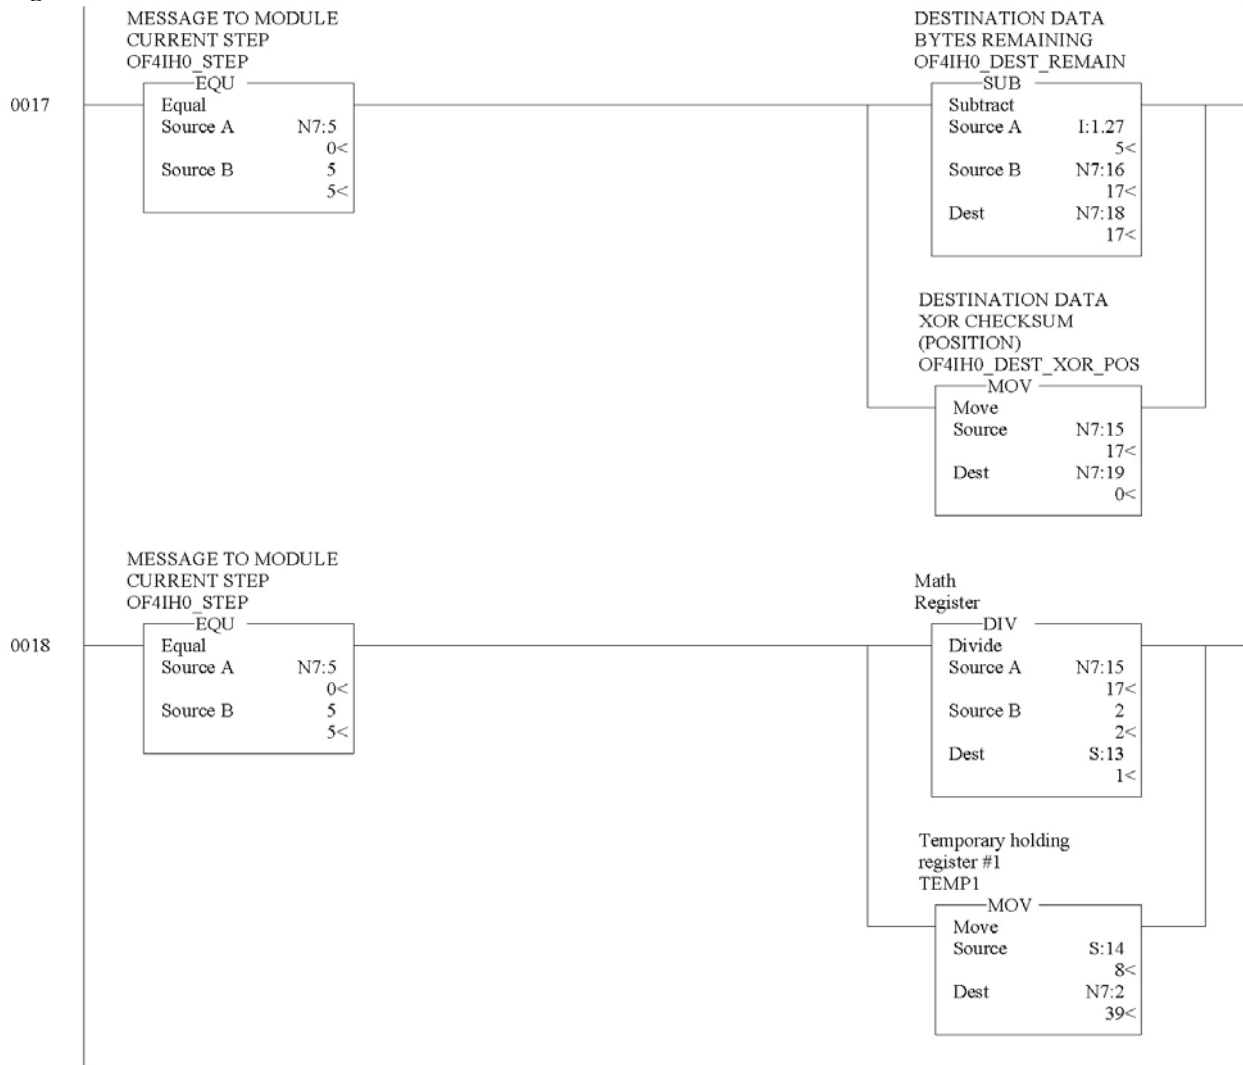 MESSAGE TO MODULE
CURRENT STEP
OF4IH0_STEP
EQU
0017
Equal
Source A N7:5
0<
Source B 5
5<
DESTINATION DATA
BYTES REMAINING
OF4IH0_DEST_REMAIN
SUB
Subtract
Source A I:1.27
5<
Source B N7:16
17<
Dest N7:18
17<
DESTINATION DATA
XOR CHECKSUM
(POSITION)
OF4IH0_DEST_XOR_POS
MOV
Move
Source N7:15
17<
Dest N7:19
0<
MESSAGE TO MODULE
CURRENT STEP
OF4IH0_STEP
EQU
0018
Equal
Source A N7:5
0<
Source B 5
5<
Math
Register
DIV
Divide
Source A N7:15
17<
Source B 2
2<
Dest S:13
1<
Temporary holding
register #1
TEMP1
MOV
Move
Source S:14
8<
Dest N7:2
39<